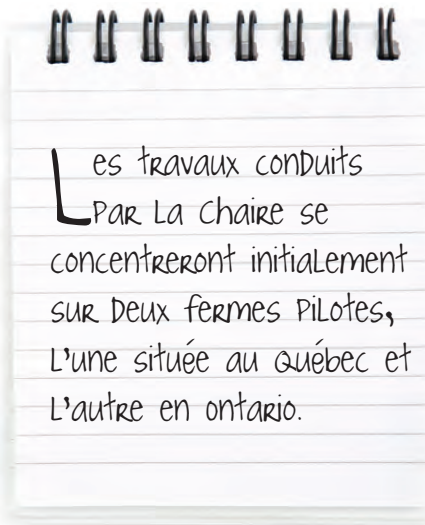 Les travaux conduits
par la Chaire se
concentreront initialement
sur deux fermes pilotes,
l'une située au Québec et
l'autre en Ontario.